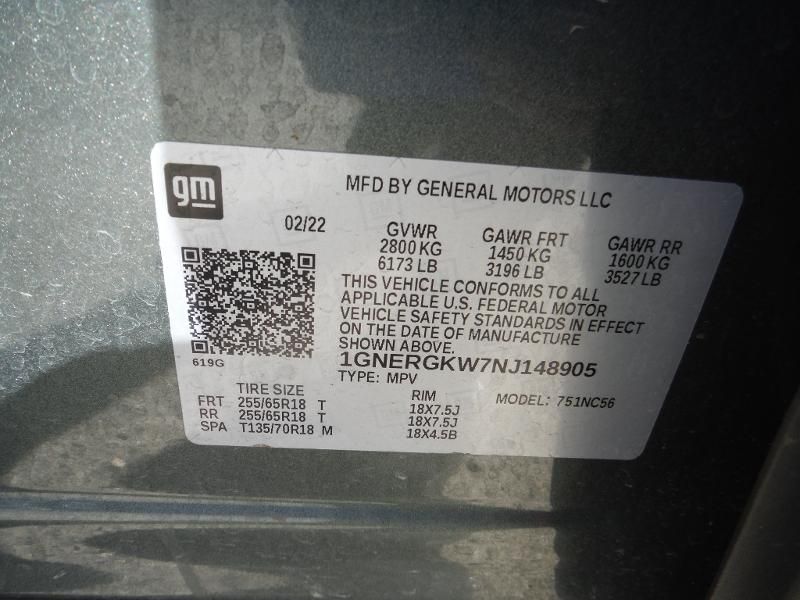 gm
MFD BY GENERAL MOTORS LLC
02/22
GVWR
2800 KG
6173 LB
GAWR FRT
1450 KG
3196 LB
GAWR RR
1600 KG
3527 LB
THIS VEHICLE CONFORMS TO ALL
APPLICABLE U.S. FEDERAL MOTOR
VEHICLE SAFETY STANDARDS IN EFFECT
ON THE DATE OF MANUFACTURE
SHOWN ABOVE.
619G
1GNERGKW7NJ148905
TYPE: MPV
MODEL: 751NC56
TIRE SIZE RIM
FRT 255/65R18 T 18X7.5J
RR 255/65R18 T 18X7.5J
SPA T135/70R18 M 18X4.5B